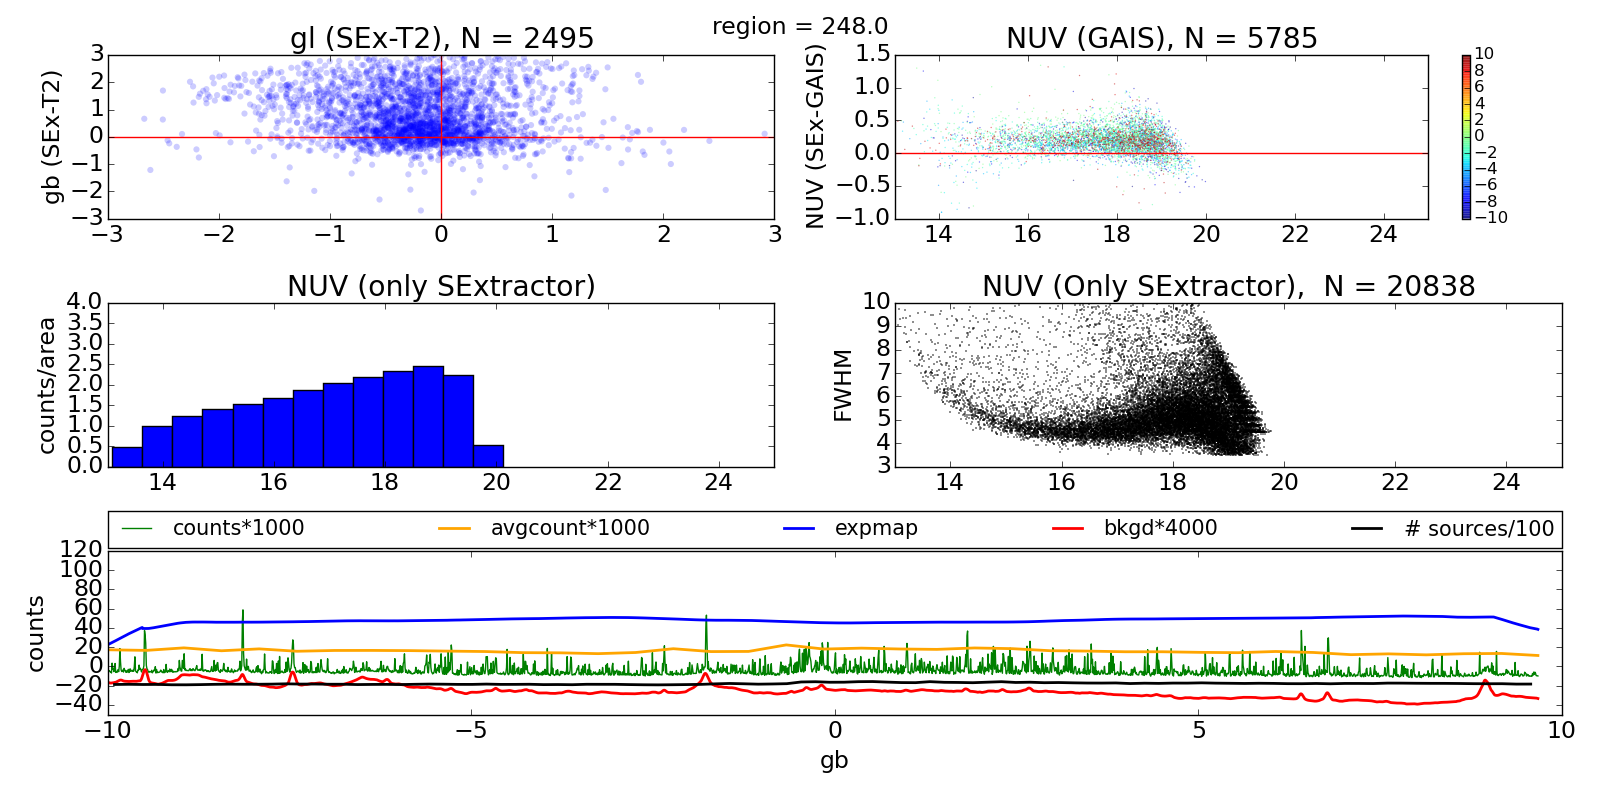 region = 248.0
gl (SEx-T2), N = 2495
gb (SEx-T2)
3
2
1
0
−1
−2
−3
−3 −2 −1 0 1 2 3
NUV (GAIS), N = 5785
NUV (SEx-GAIS)
1.5
1.0
0.5
0.0
−0.5
−1.0
14 16 18 20 22 24
10
8
6
4
2
0
−2
−4
−6
−8
−10
NUV (only SExtractor)
counts/area
4.0
3.5
3.0
2.5
2.0
1.5
1.0
0.5
0.0
14 16 18 20 22 24
NUV (Only SExtractor), N = 20838
FWHM
10
9
8
7
6
5
4
3
14 16 18 20 22 24
counts*1000 avgcount*1000 expmap bkgd*4000 # sources/100
counts
120
100
80
60
40
20
0
−20
−40
−10 −5 0 5 10
gb